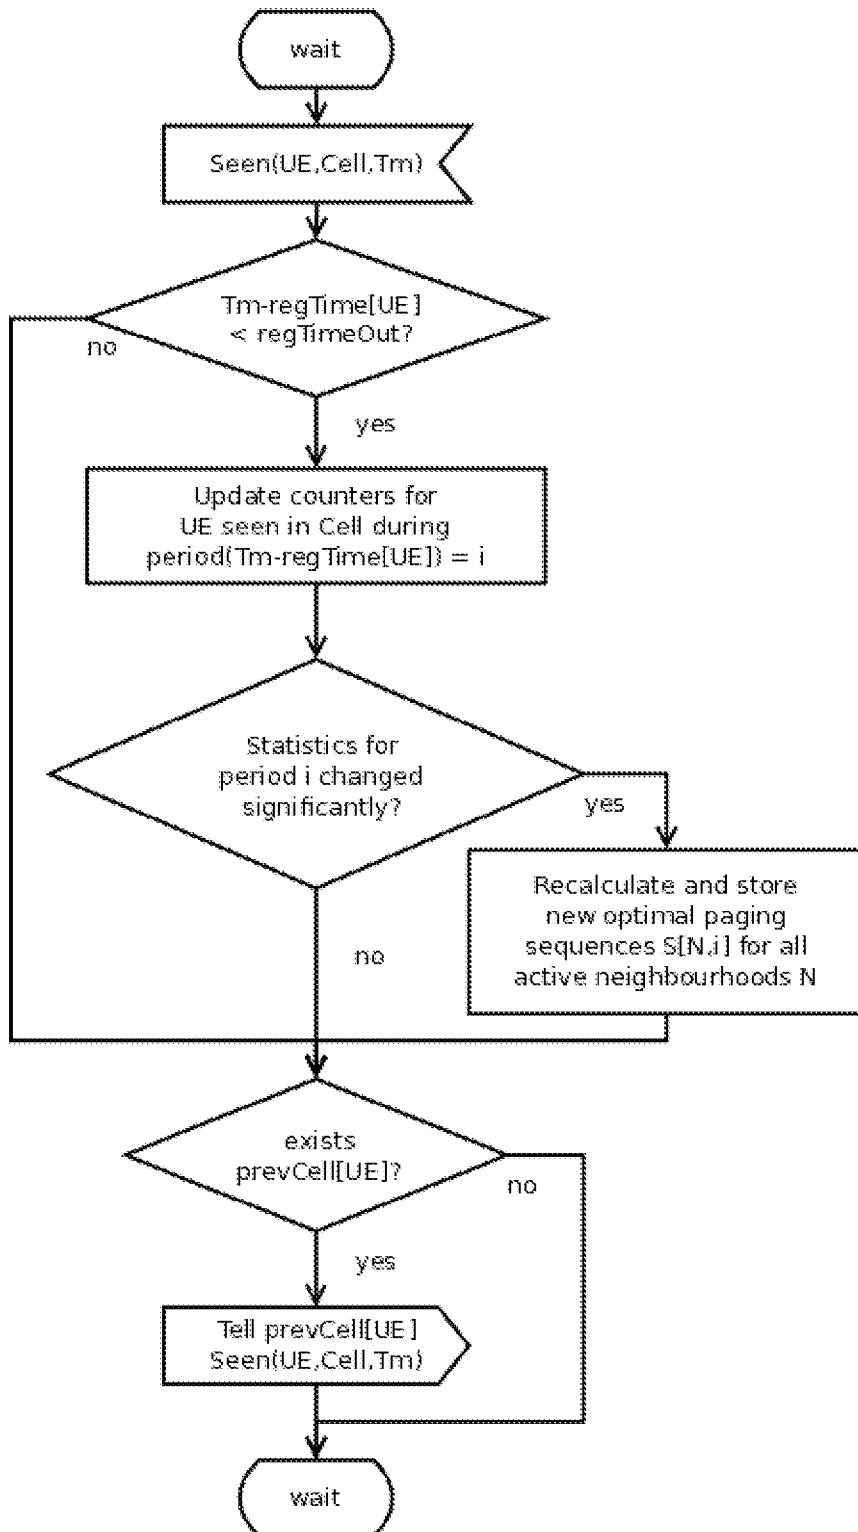 wait
Seen(UE,Cell,Tm)
Tm-regTime[UE]
< regTimeOut?
no
yes
Update counters for
UE seen in Cell during
period(Tm-regTime[UE]) = i
Statistics for
period i changed
significantly?
yes
Recalculate and store
new optimal paging
sequences S[N,i] for all
active neighbourhoods N
no
exists
prevCell[UE]?
no
yes
Tell prevCell[UE]
Seen(UE,Cell,Tm)
wait